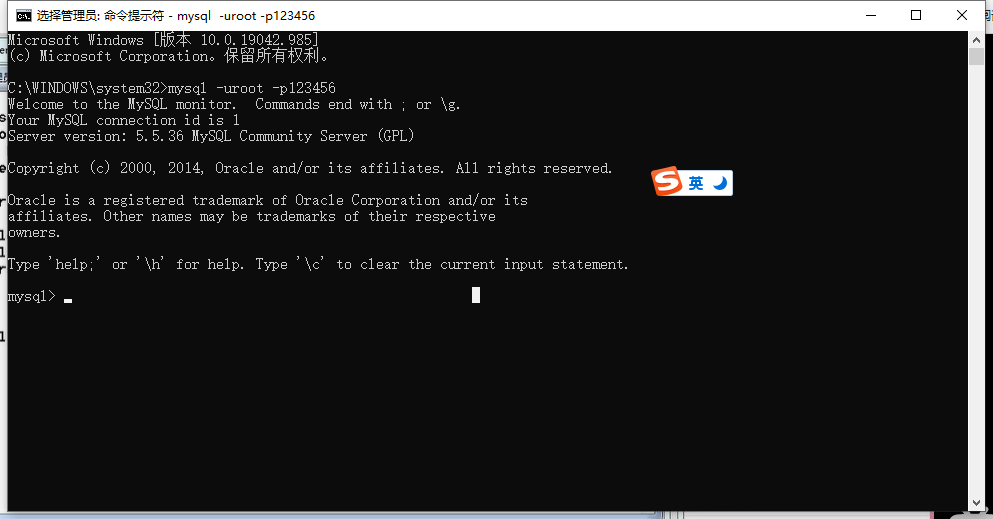 选择管理员: 命令提示符 - mysql  -uroot -p123456
Microsoft Windows [版本 10.0.19042.985]
(c) Microsoft Corporation。保留所有权利。
C:\WINDOWS\system32>mysql -uroot -p123456
Welcome to the MySQL monitor.  Commands end with ; or \g.
Your MySQL connection id is 1
Server version: 5.5.36 MySQL Community Server (GPL)
Copyright (c) 2000, 2014, Oracle and/or its affiliates. All rights reserved.
英
Oracle is a registered trademark of Oracle Corporation and/or its
affiliates. Other names may be trademarks of their respective
owners.
Type 'help;' or '\h' for help. Type '\c' to clear the current input statement.
mysql>